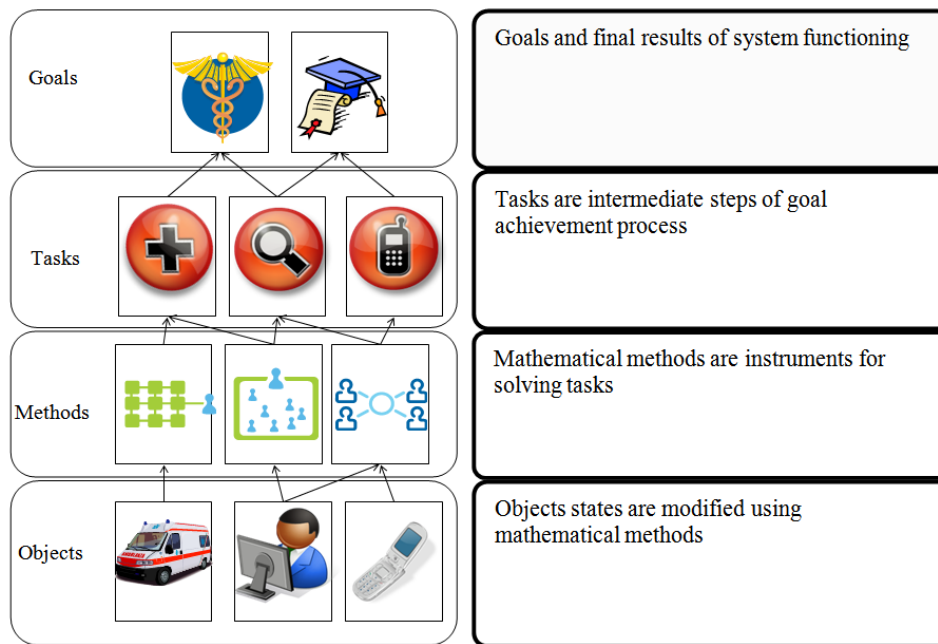 Goals
Goals and final results of system functioning
Tasks
Tasks are intermediate steps of goal
achievement process
Methods
Mathematical methods are instruments for
solving tasks
Objects
Objects states are modified using
mathematical methods